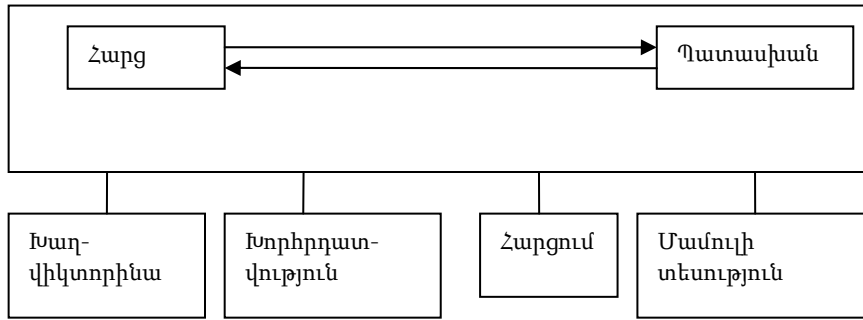 Հարց
Պատասխան
Խաղ-
վիկտորինա
Խորհրդատ-
վություն
Հարցում
Մամուլի
տեսություն